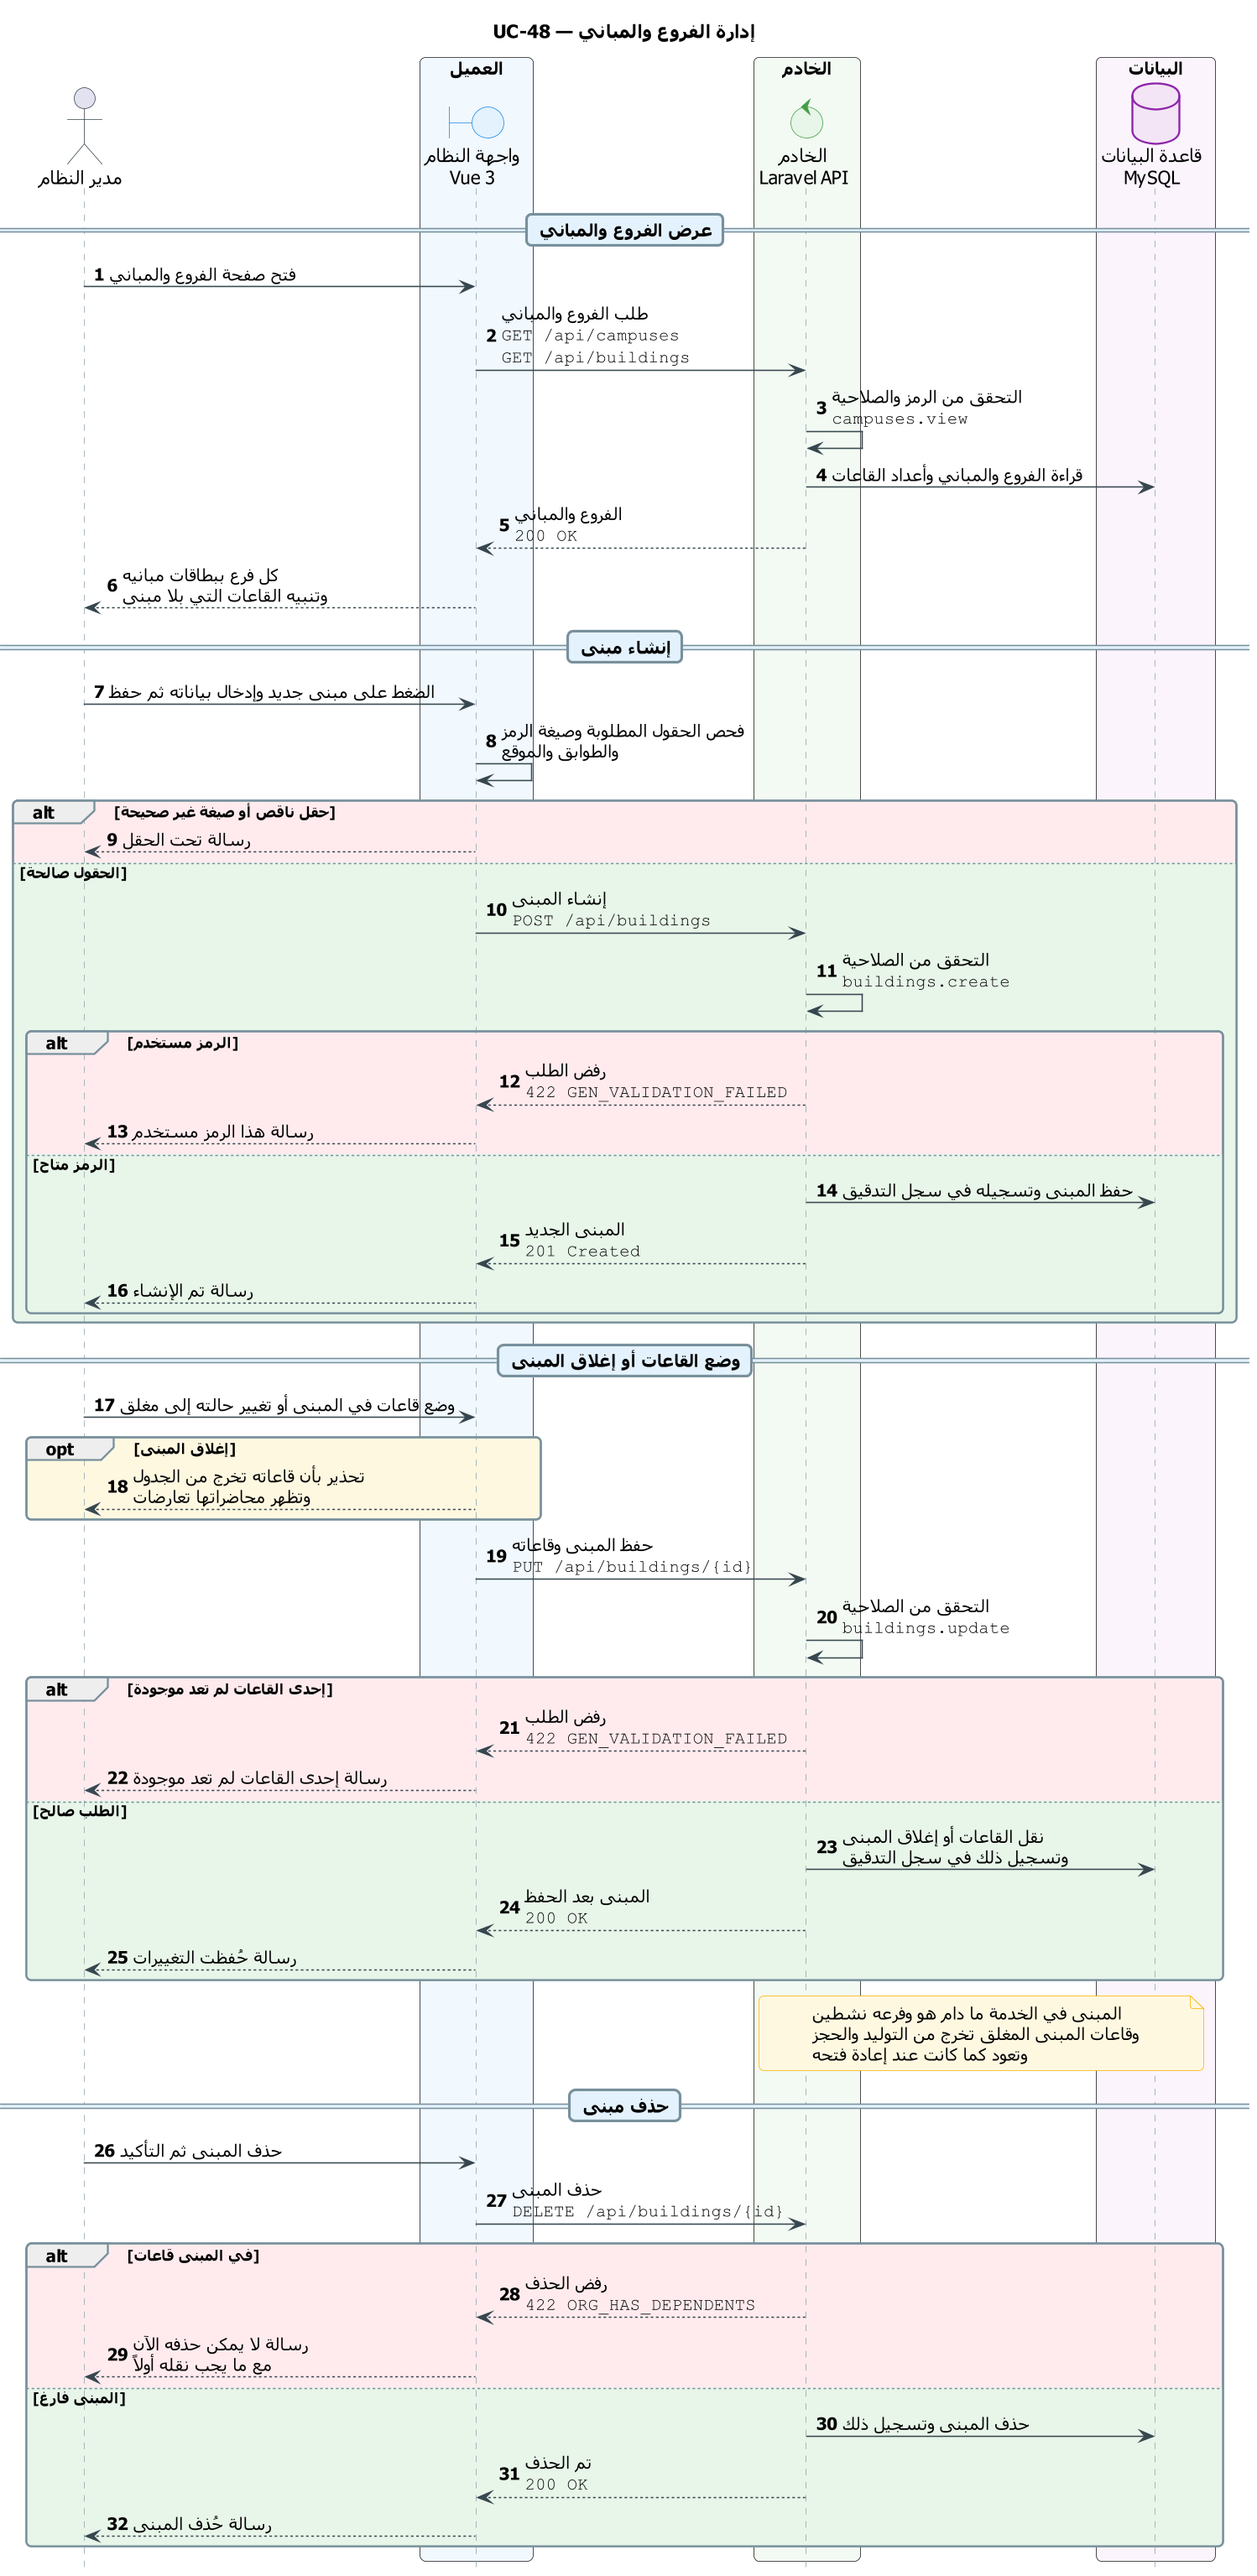 UC-48 — إدارة الفروع والمباني
العميل
الخادم
البيانات
مدير النظام
واجهة النظام
Vue 3
الخادم
Laravel API
قاعدة البيانات
MySQL
عرض الفروع والمباني
1 فتح صفحة الفروع والمباني
2 طلب الفروع والمباني
GET /api/campuses
GET /api/buildings
3 التحقق من الرمز والصلاحية
campuses.view
4 قراءة الفروع والمباني وأعداد القاعات
5 الفروع والمباني
200 OK
6 كل فرع ببطاقات مبانيه
وتنبيه القاعات التي بلا مبنى
إنشاء مبنى
7 الضغط على مبنى جديد وإدخال بياناته ثم حفظ
8 فحص الحقول المطلوبة وصيغة الرمز
والطوابق والموقع
alt [حقل ناقص أو صيغة غير صحيحة]
9 رسالة تحت الحقل
[الحقول صالحة]
10 إنشاء المبنى
POST /api/buildings
11 التحقق من الصلاحية
buildings.create
alt [الرمز مستخدم]
12 رفض الطلب
422 GEN_VALIDATION_FAILED
13 رسالة هذا الرمز مستخدم
[الرمز متاح]
14 حفظ المبنى وتسجيله في سجل التدقيق
15 المبنى الجديد
201 Created
16 رسالة تم الإنشاء
وضع القاعات أو إغلاق المبنى
17 وضع قاعات في المبنى أو تغيير حالته إلى مغلق
opt [إغلاق المبنى]
18 تحذير بأن قاعاته تخرج من الجدول
وتظهر محاضراتها تعارضات
19 حفظ المبنى وقاعاته
PUT /api/buildings/{id}
20 التحقق من الصلاحية
buildings.update
alt [إحدى القاعات لم تعد موجودة]
21 رفض الطلب
422 GEN_VALIDATION_FAILED
22 رسالة إحدى القاعات لم تعد موجودة
[الطلب صالح]
23 نقل القاعات أو إغلاق المبنى
وتسجيل ذلك في سجل التدقيق
24 المبنى بعد الحفظ
200 OK
25 رسالة حُفظت التغييرات
المبنى في الخدمة ما دام هو وفرعه نشطين
وقاعات المبنى المغلق تخرج من التوليد والحجز
وتعود كما كانت عند إعادة فتحه
حذف مبنى
26 حذف المبنى ثم التأكيد
27 حذف المبنى
DELETE /api/buildings/{id}
alt [في المبنى قاعات]
28 رفض الحذف
422 ORG_HAS_DEPENDENTS
29 رسالة لا يمكن حذفه الآن
مع ما يجب نقله أولاً
[المبنى فارغ]
30 حذف المبنى وتسجيل ذلك
31 تم الحذف
200 OK
32 رسالة حُذف المبنى